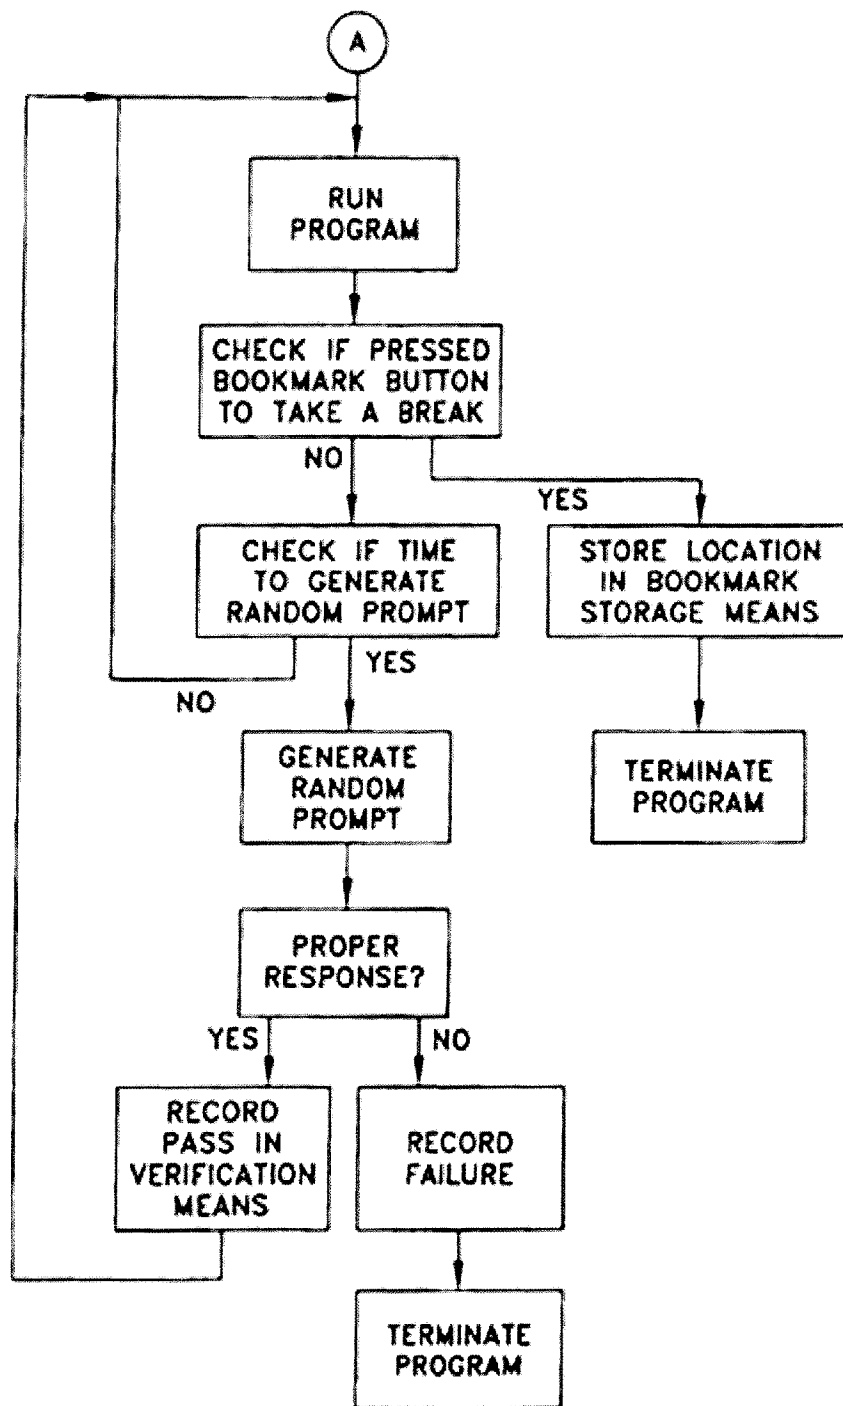 A
RUN
PROGRAM
CHECK IF PRESSED
BOOKMARK BUTTON
TO TAKE A BREAK
NO
YES
CHECK IF TIME
TO GENERATE
RANDOM PROMPT
STORE LOCATION
IN BOOKMARK
STORAGE MEANS
YES
NO
GENERATE
RANDOM
PROMPT
TERMINATE
PROGRAM
PROPER
RESPONSE?
YES
NO
RECORD
PASS IN
VERIFICATION
MEANS
RECORD
FAILURE
TERMINATE
PROGRAM